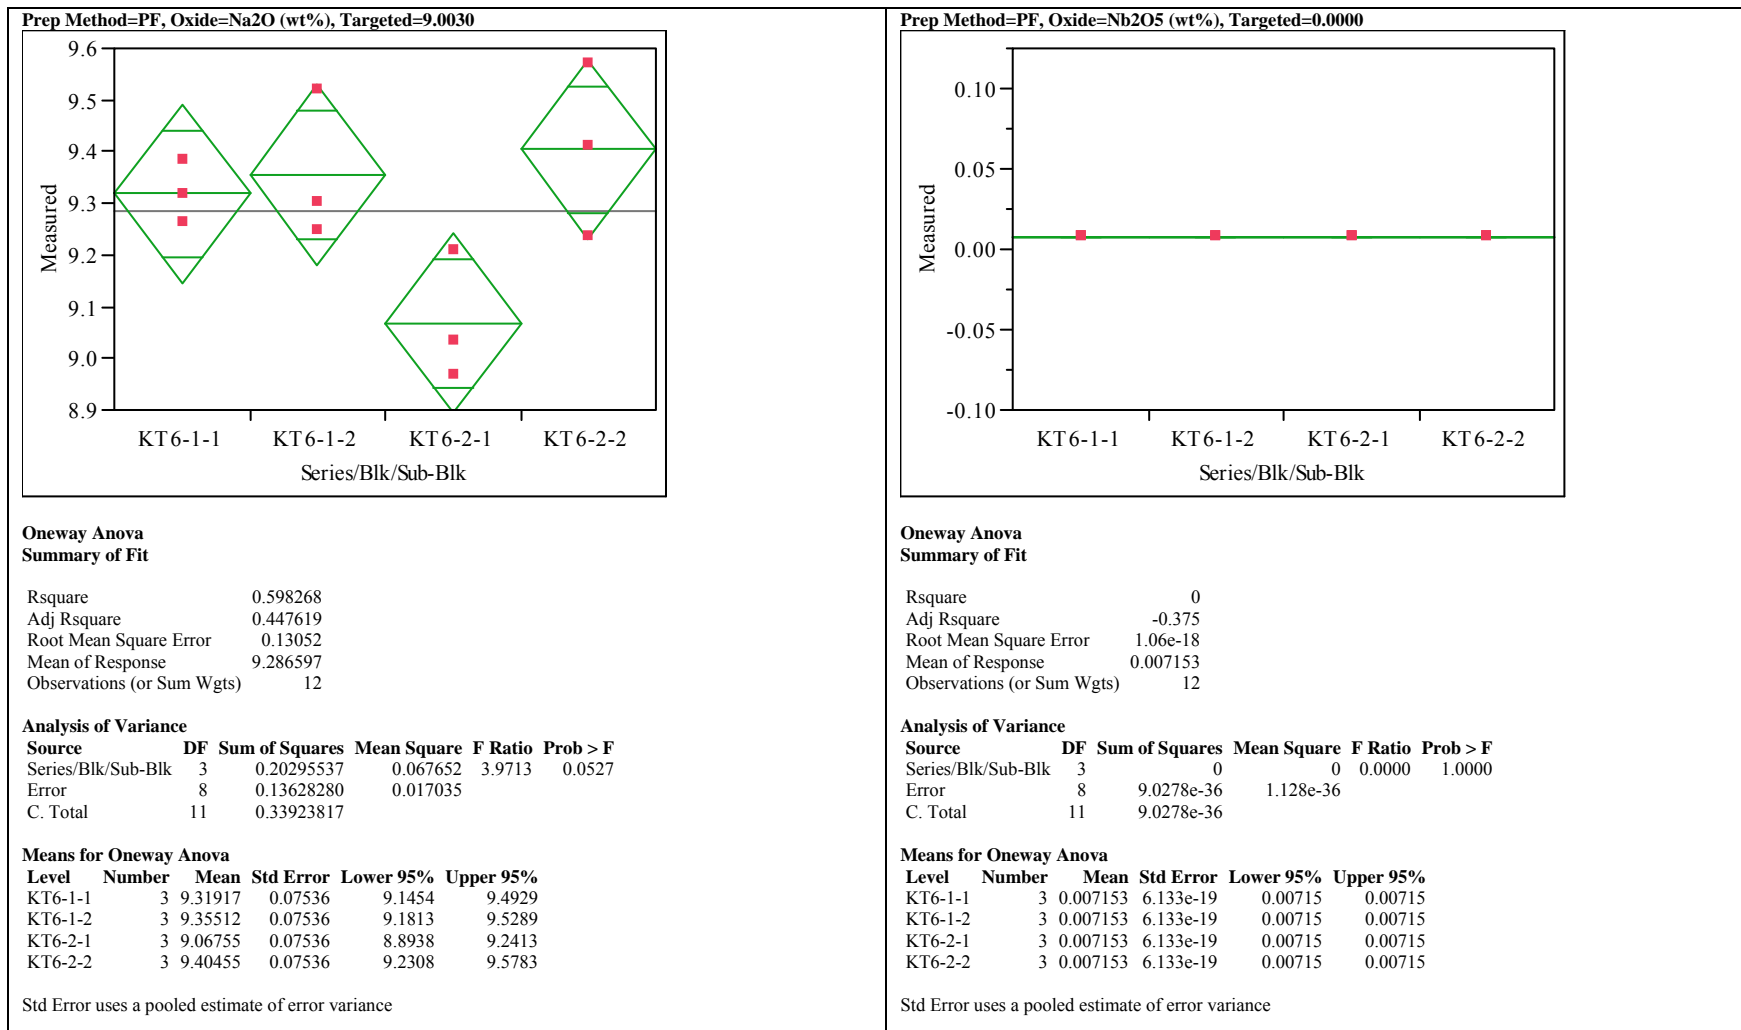 Prep Method=PF, Oxide=Na2O (wt%), Targeted=9.0030
9.6
9.5
9.4
9.3
9.2
9.1
9.0
8.9
Measured
KT6-1-1 KT6-1-2 KT6-2-1 KT6-2-2
Series/Blk/Sub-Blk
Oneway Anova
Summary of Fit
Rsquare 0.598268
Adj Rsquare 0.447619
Root Mean Square Error 0.13052
Mean of Response 9.286597
Observations (or Sum Wgts) 12
Analysis of Variance
Source DF Sum of Squares Mean Square F Ratio Prob > F
Series/Blk/Sub-Blk 3 0.20295537 0.067652 3.9713 0.0527
Error 8 0.13628280 0.017035
C. Total 11 0.33923817
Means for Oneway Anova
Level Number Mean Std Error Lower 95% Upper 95%
KT6-1-1 3 9.31917 0.07536 9.1454 9.4929
KT6-1-2 3 9.35512 0.07536 9.1813 9.5289
KT6-2-1 3 9.06755 0.07536 8.8938 9.2413
KT6-2-2 3 9.40455 0.07536 9.2308 9.5783
Std Error uses a pooled estimate of error variance
Prep Method=PF, Oxide=Nb2O5 (wt%), Targeted=0.0000
0.10
0.05
0.00
-0.05
-0.10
Measured
KT6-1-1 KT6-1-2 KT6-2-1 KT6-2-2
Series/Blk/Sub-Blk
Oneway Anova
Summary of Fit
Rsquare 0
Adj Rsquare -0.375
Root Mean Square Error 1.06e-18
Mean of Response 0.007153
Observations (or Sum Wgts) 12
Analysis of Variance
Source DF Sum of Squares Mean Square F Ratio Prob > F
Series/Blk/Sub-Blk 3 0 0 0.0000 1.0000
Error 8 9.0278e-36 1.128e-36
C. Total 11 9.0278e-36
Means for Oneway Anova
Level Number Mean Std Error Lower 95% Upper 95%
KT6-1-1 3 0.007153 6.133e-19 0.00715 0.00715
KT6-1-2 3 0.007153 6.133e-19 0.00715 0.00715
KT6-2-1 3 0.007153 6.133e-19 0.00715 0.00715
KT6-2-2 3 0.007153 6.133e-19 0.00715 0.00715
Std Error uses a pooled estimate of error variance